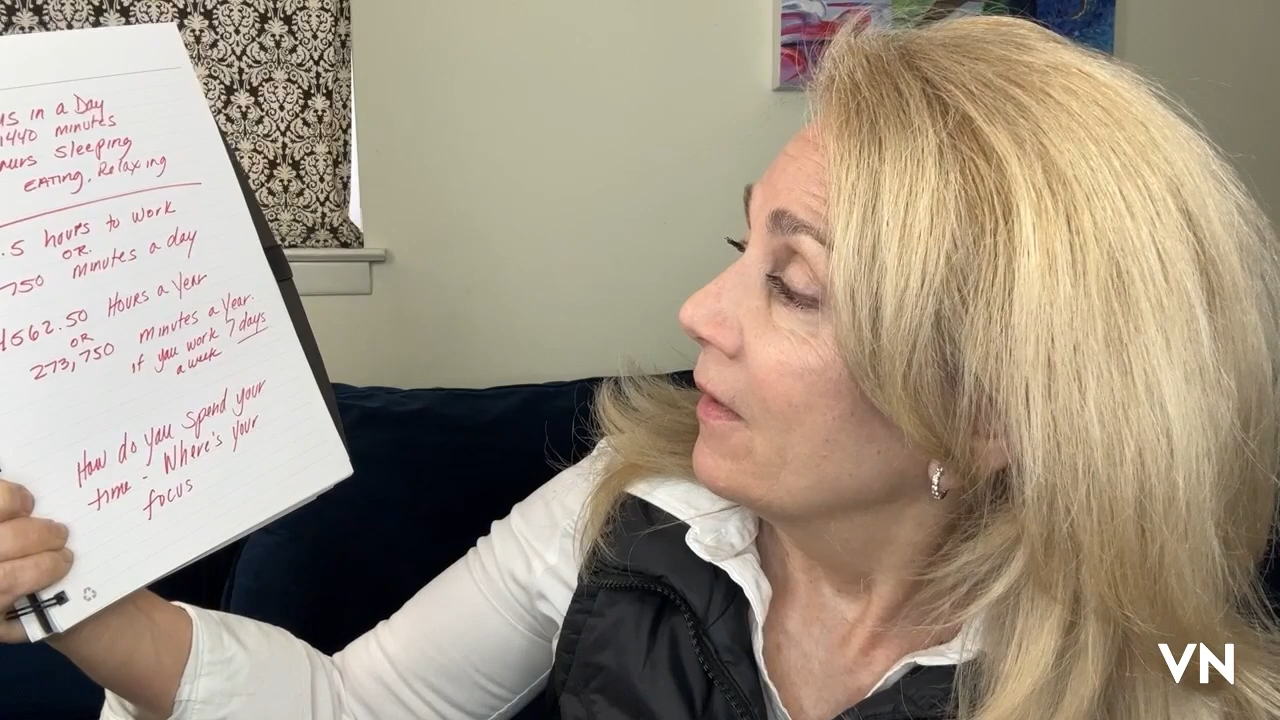 in a Day
1440 minutes
sleeping
EATING. Relaxing
.5 hours to work
OR.
750 minutes a day
4562.50 Hours a year
OR
273,750 minutes a year.
if you work 7 days
a week
How do you spend your
time - Where's your
focus
VN